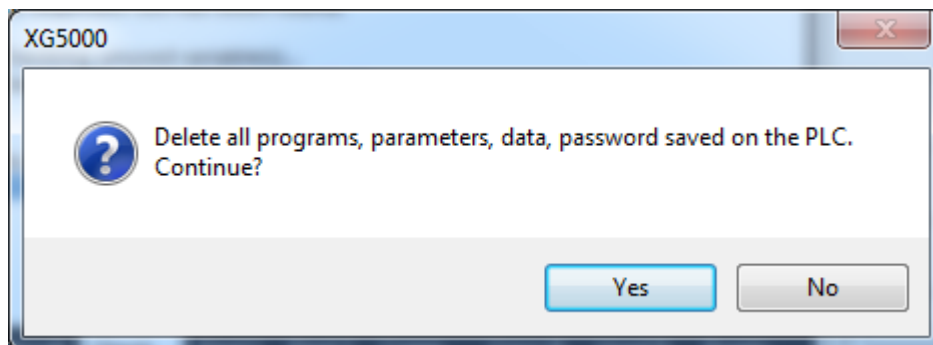 XG5000
Delete all programs, parameters, data, password saved on the PLC.
Continue?
Yes
No